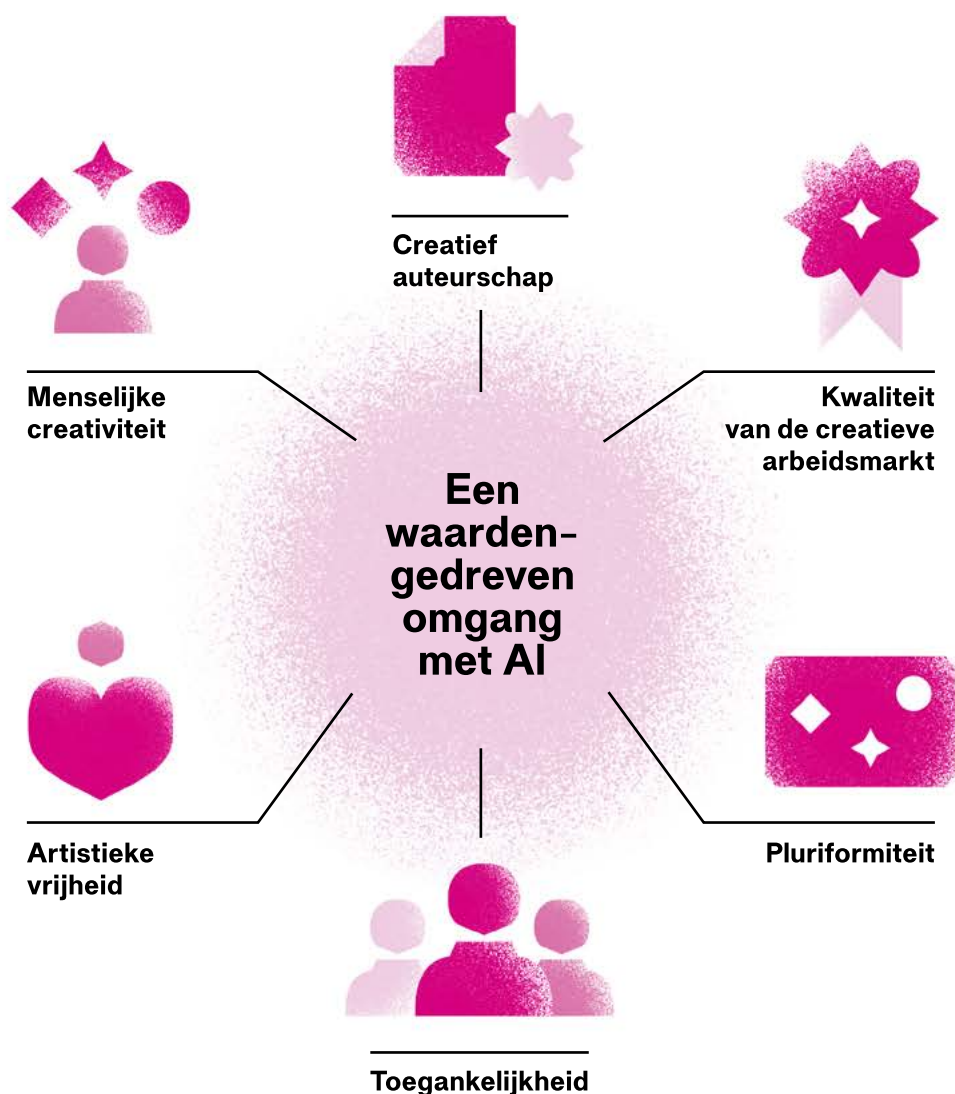 Creatief
auteurschap
Menselijke
creativiteit
Kwaliteit
van de creatieve
arbeidsmarkt
Een
waarden-
gedreven
omgang
met AI
Artistieke
vrijheid
Pluriformiteit
Toegankelijkheid